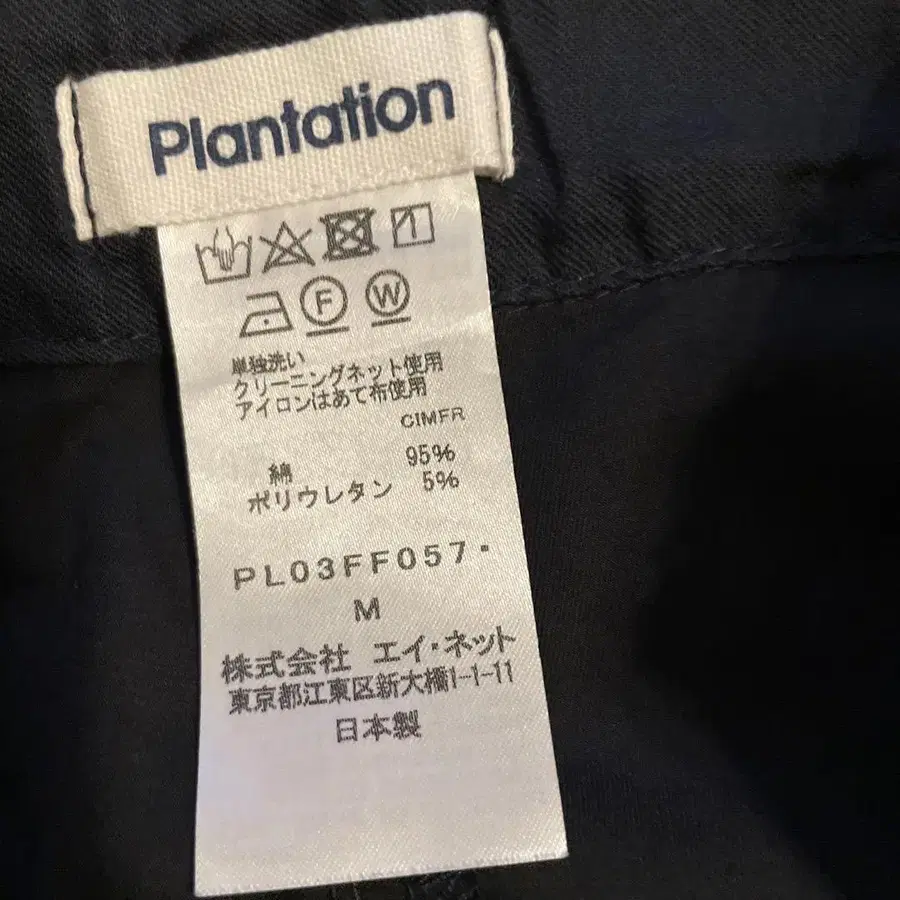 Plantation
F W
単独洗い
クリーニングネット使用
アイロンはあて布使用
CIMFR
綿 95%
ポリウレタン 5%
PL03FF057・
M
株式会社 エイ・ネット
東京都江東区新大橋1-1-11
日本製